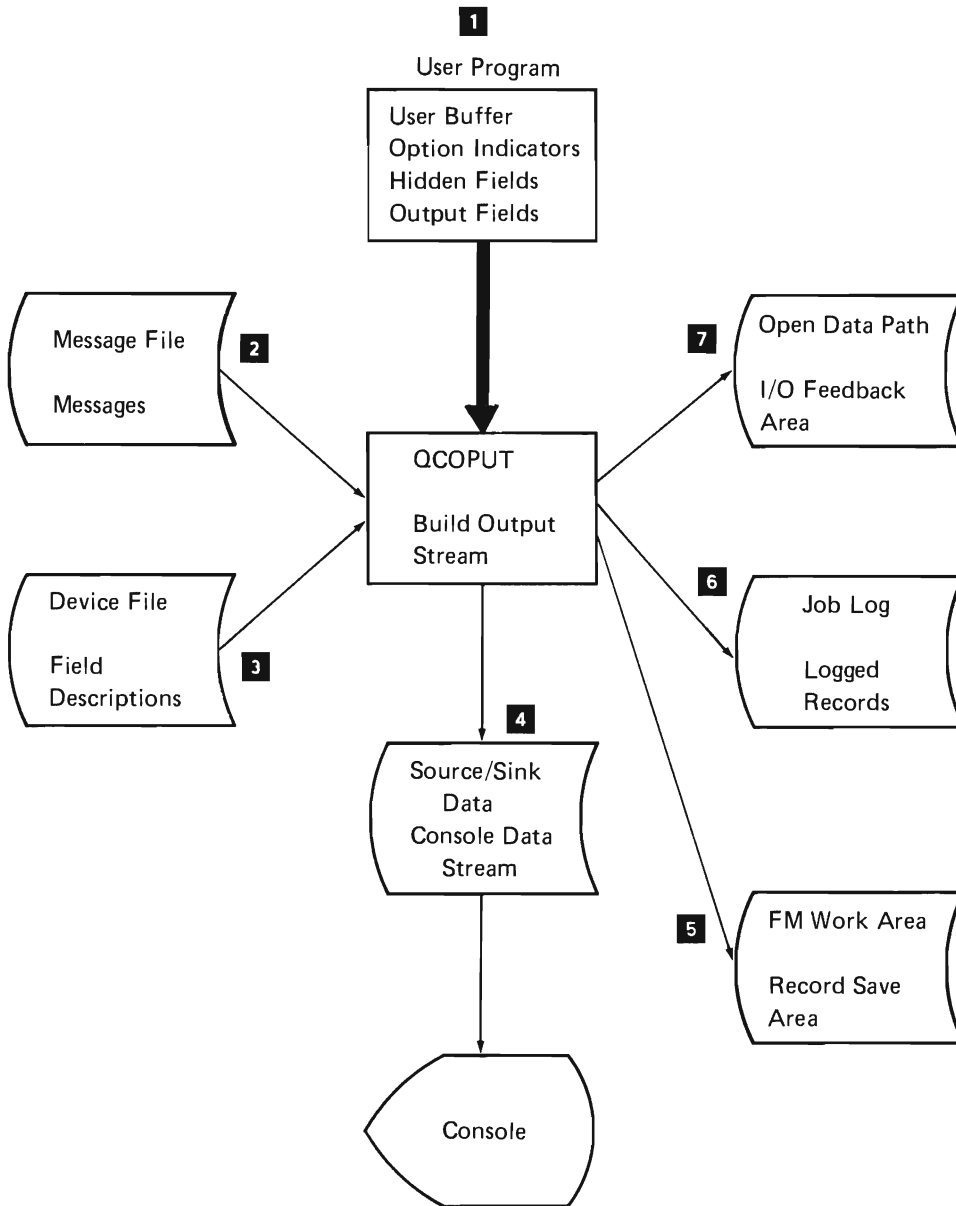 1
User Program
User Buffer
Option Indicators
Hidden Fields
Output Fields
Message File
Messages
2
7
Open Data Path
I/O Feedback
Area
QCOPUT
Build Output
Stream
Device File
Field
Descriptions
3
6
Job Log
Logged
Records
4
Source/Sink
Data
Console Data
Stream
5
FM Work Area
Record Save
Area
Console